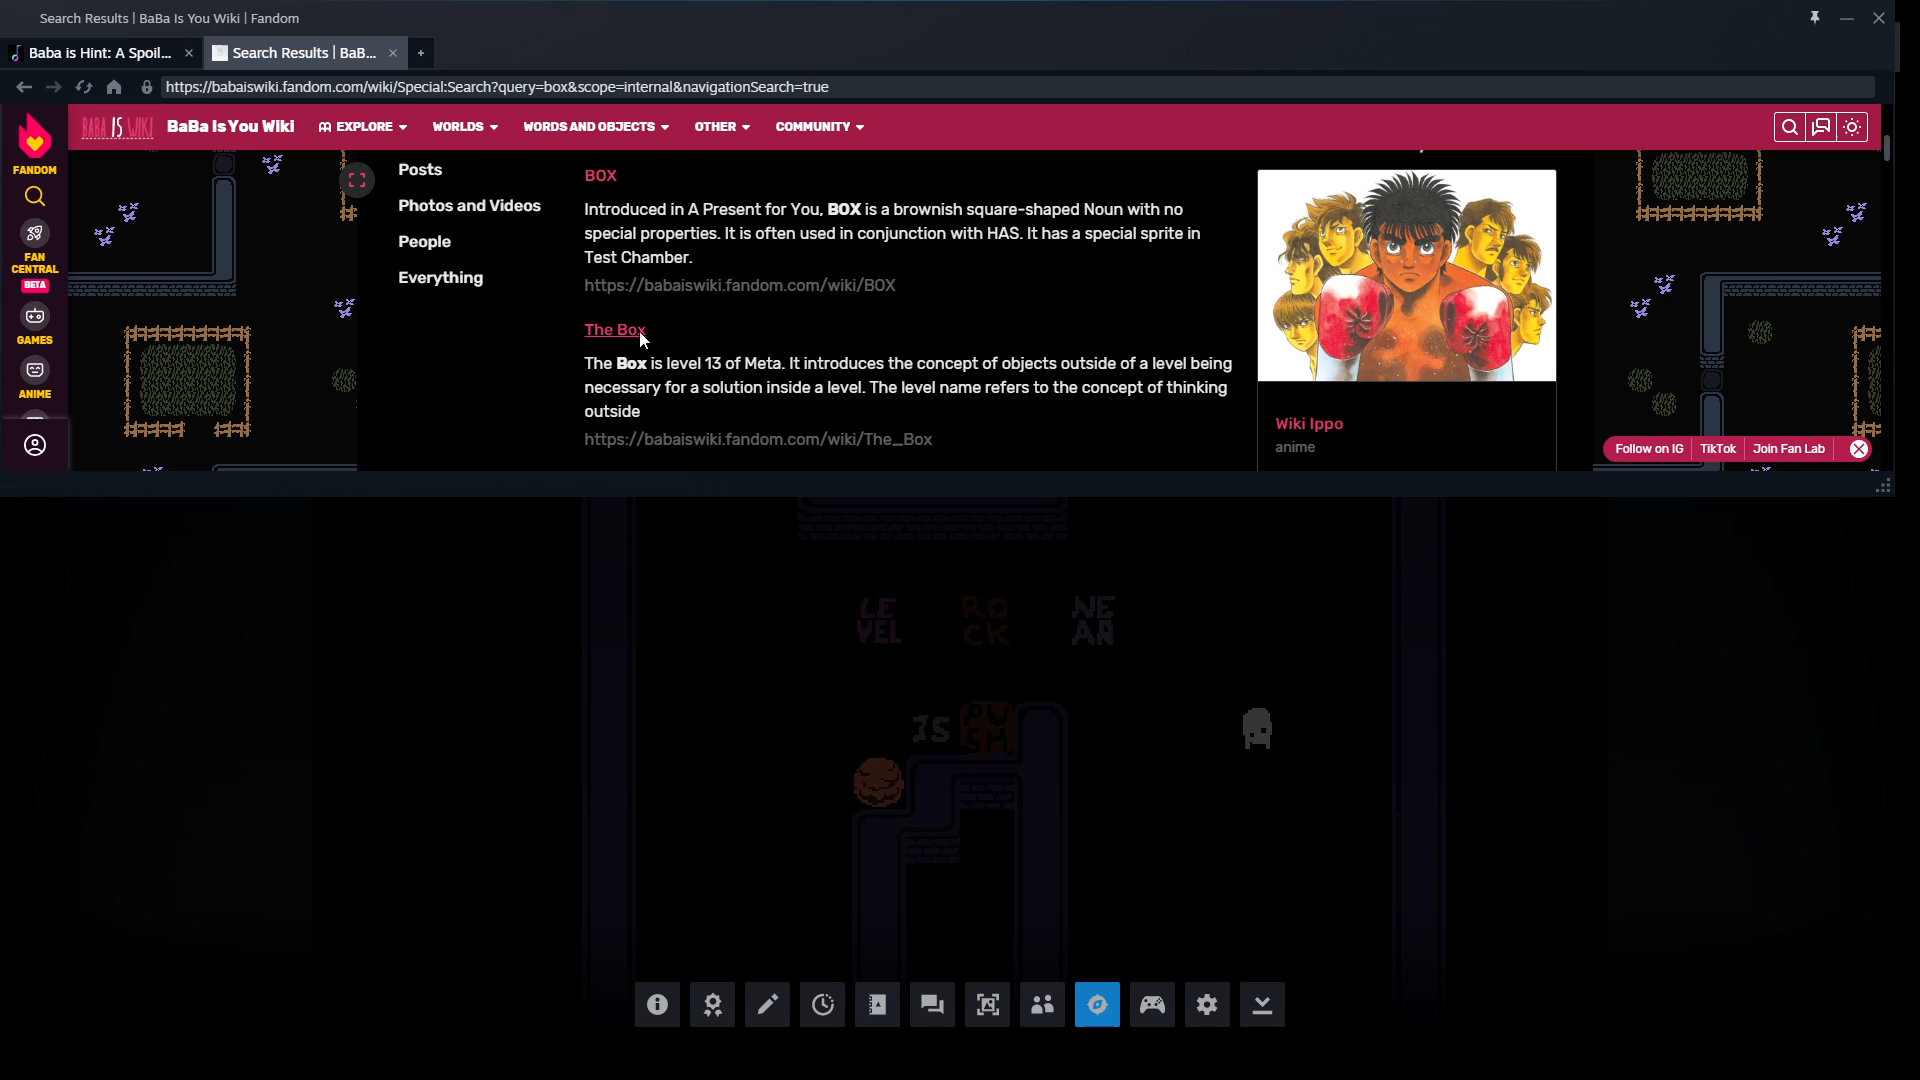 Search Results | BaBa Is You Wiki | Fandom
Baba is Hint: A Spoil...
Search Results | BaB...
https://babaiswiki.fandom.com/wiki/Special:Search?query=box&scope=internal&navigationSearch=true
BABA IS WIKI
BaBa Is You Wiki
EXPLORE
WORLDS
WORDS AND OBJECTS
OTHER
COMMUNITY
FANDOM
FAN CENTRAL
BETA
GAMES
ANIME
Posts
Photos and Videos
People
Everything
BOX
Introduced in A Present for You, BOX is a brownish square-shaped Noun with no
special properties. It is often used in conjunction with HAS. It has a special sprite in
Test Chamber.
https://babaiswiki.fandom.com/wiki/BOX
The Box
The Box is level 13 of Meta. It introduces the concept of objects outside of a level being
necessary for a solution inside a level. The level name refers to the concept of thinking
outside
https://babaiswiki.fandom.com/wiki/The_Box
Wiki Ippo
anime
Follow on IG
TikTok
Join Fan Lab
LEVEL ROCK NEAR
IS PUSH